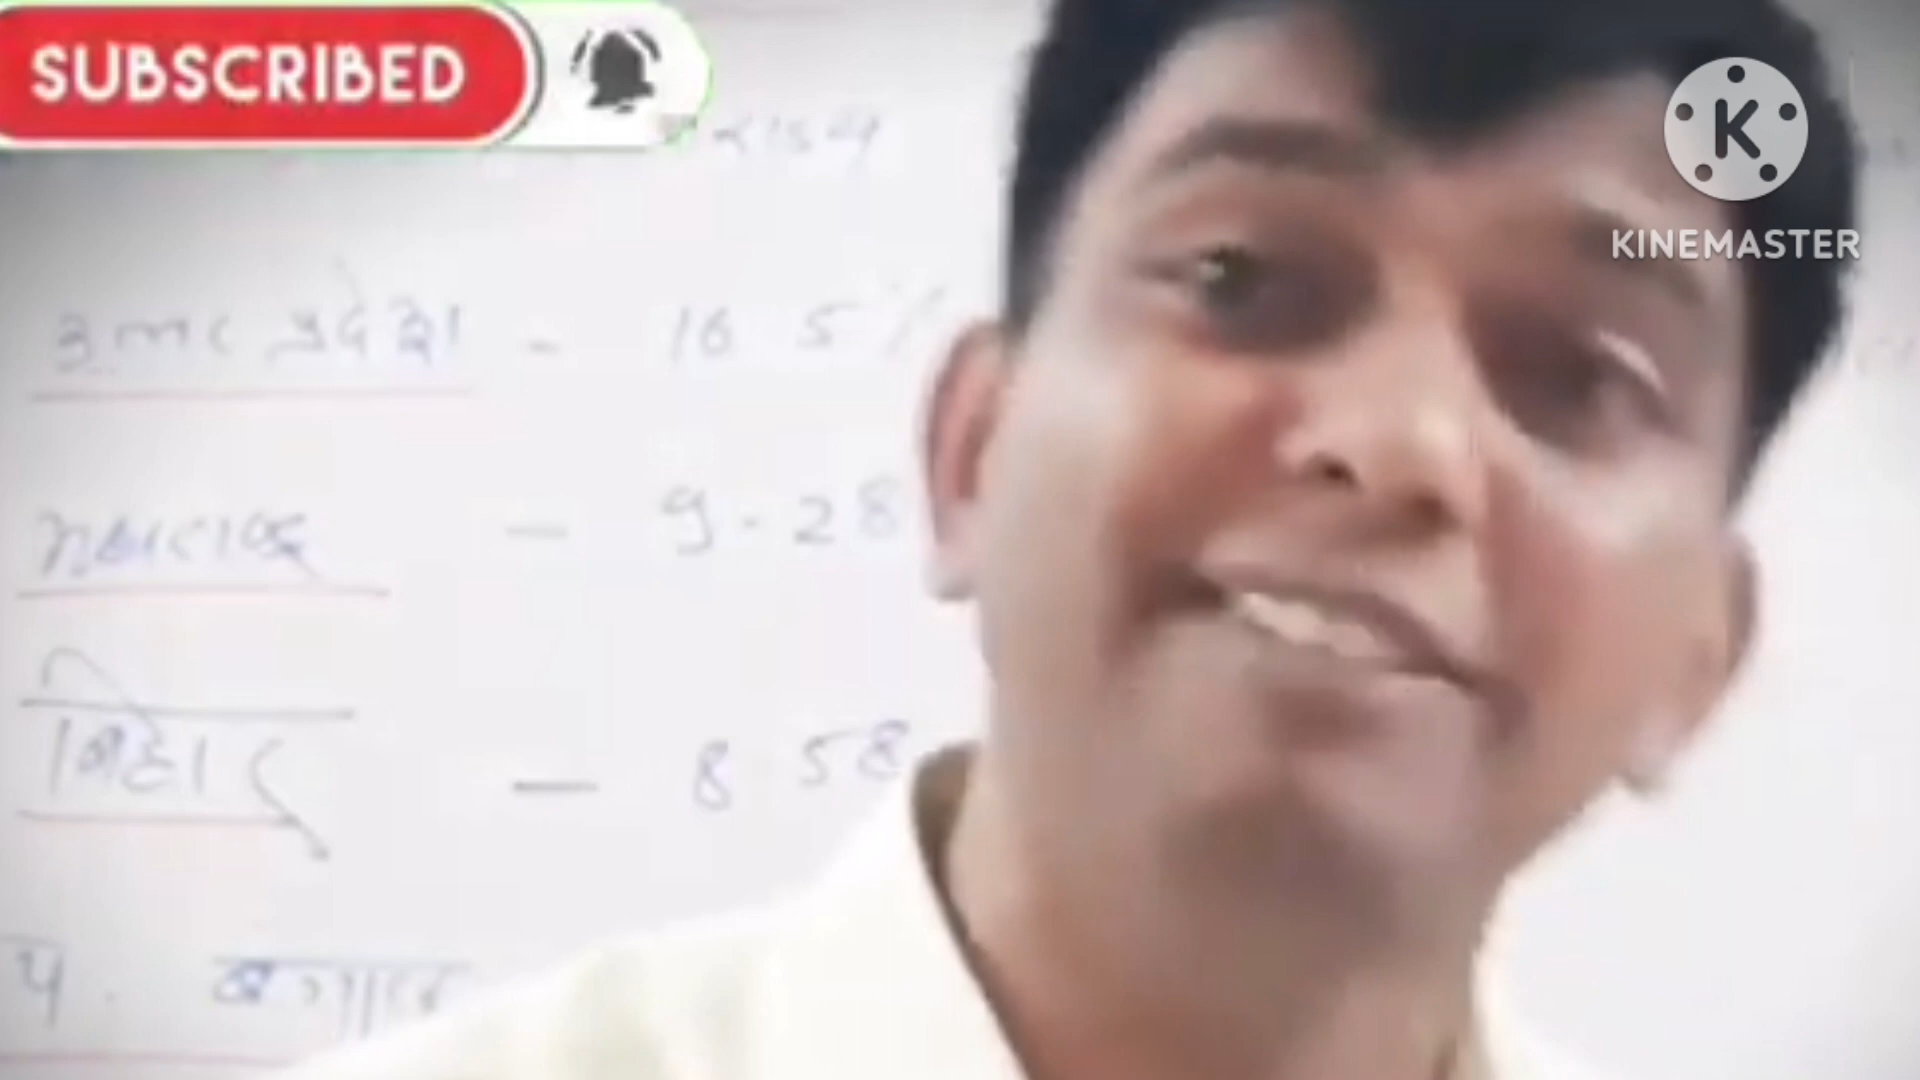 SUBSCRIBED
K
KINEMASTER
राज्य
उत्तर प्रदेश - 16.5%
महाराष्ट्र - 9.28
बिहार - 8.58
प. बंगाल